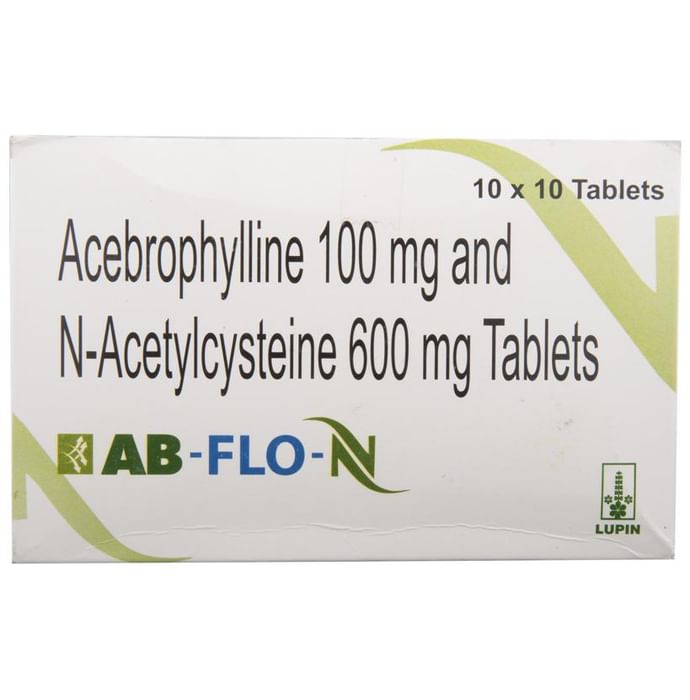 10 x 10 Tablets
Acebrophylline 100 mg and
N-Acetylcysteine 600 mg Tablets
AB-FLO-N
LUPIN